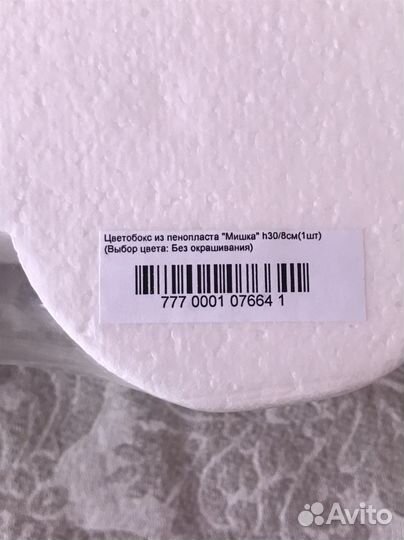 Цветобокс из пенопласта "Мишка" h30/8см(1шт)
(Выбор цвета: Без окрашивания)
777 0001 07664 1
Avito